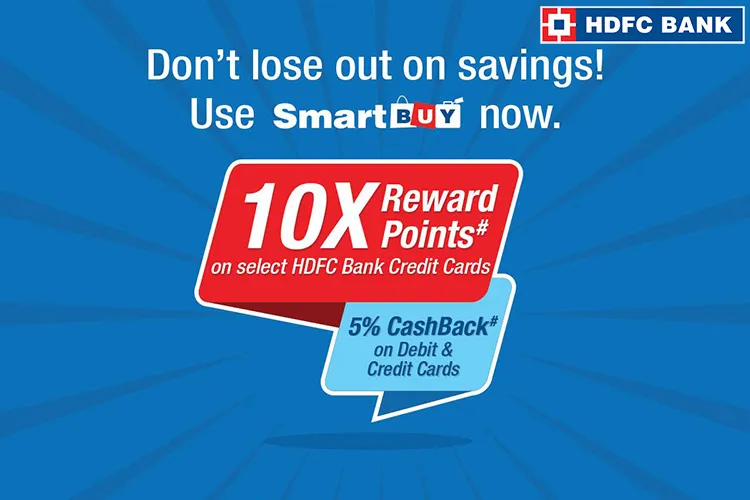 HDFC BANK
Don't lose out on savings!
Use SmartBUY now.
10X Reward
Points#
on select HDFC Bank Credit Cards
5% CashBack#
on Debit &
Credit Cards